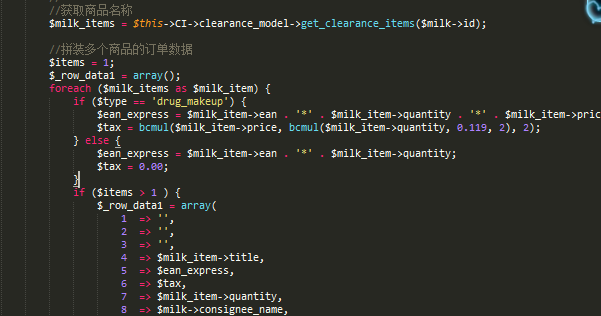 //获取商品名称
$milk_items = $this->CI->clearance_model->get_clearance_items($milk->id);
//拼装多个商品的订单数据
$items = 1;
$_row_data1 = array();
foreach ($milk_items as $milk_item) {
if ($type == 'drug_makeup') {
$ean_express = $milk_item->ean . '*' . $milk_item->quantity . '*' . $milk_item->pric
$tax = bcmul($milk_item->price, bcmul($milk_item->quantity, 0.119, 2), 2);
} else {
$ean_express = $milk_item->ean . '*' . $milk_item->quantity;
$tax = 0.00;
}
if ($items > 1 ) {
$_row_data1 = array(
1 => '',
2 => '',
3 => '',
4 => $milk_item->title,
5 => $ean_express,
6 => $tax,
7 => $milk_item->quantity,
8 => $milk->consignee_name,